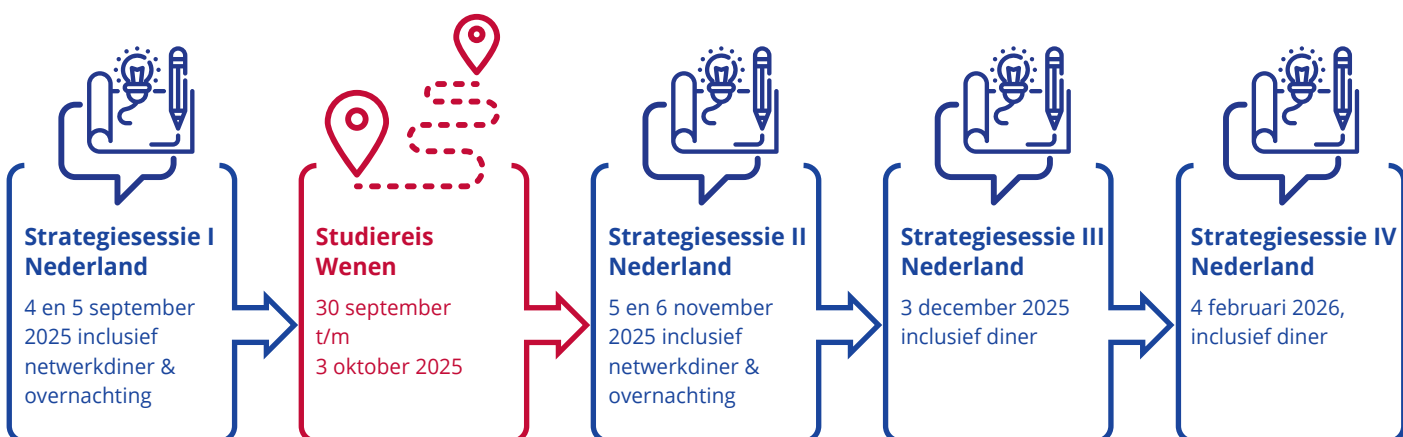 Strategiesessie I
Nederland
4 en 5 september
2025 inclusief
netwerkdiner &
overnachting
Studiereis
Wenen
30 september
t/m
3 oktober 2025
Strategiesessie II
Nederland
5 en 6 november
2025 inclusief
netwerkdiner &
overnachting
Strategiesessie III
Nederland
3 december 2025
inclusief diner
Strategiesessie IV
Nederland
4 februari 2026,
inclusief diner